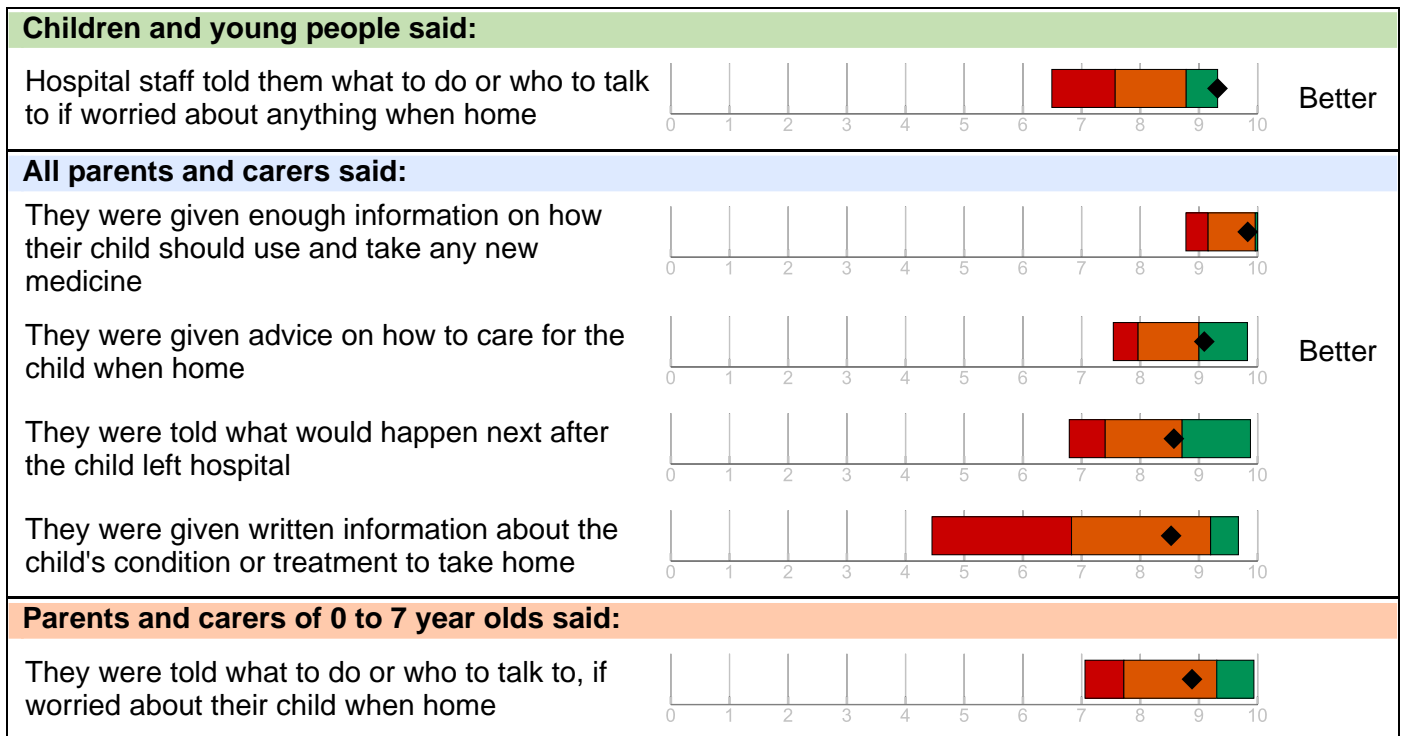 Children and young people said:
Hospital staff told them what to do or who to talk
to if worried about anything when home
0 1 2 3 4 5 6 7 8 9 10
Better
All parents and carers said:
They were given enough information on how
their child should use and take any new
medicine
0 1 2 3 4 5 6 7 8 9 10
They were given advice on how to care for the
child when home
0 1 2 3 4 5 6 7 8 9 10
Better
They were told what would happen next after
the child left hospital
0 1 2 3 4 5 6 7 8 9 10
They were given written information about the
child's condition or treatment to take home
0 1 2 3 4 5 6 7 8 9 10
Parents and carers of 0 to 7 year olds said:
They were told what to do or who to talk to, if
worried about their child when home
0 1 2 3 4 5 6 7 8 9 10